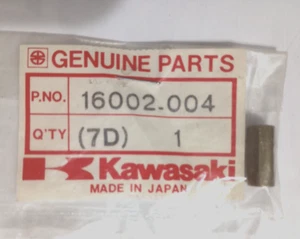 GENUINE PARTS
P.NO. 16002-004
Q'TY (7D) 1
Kawasaki
MADE IN JAPAN